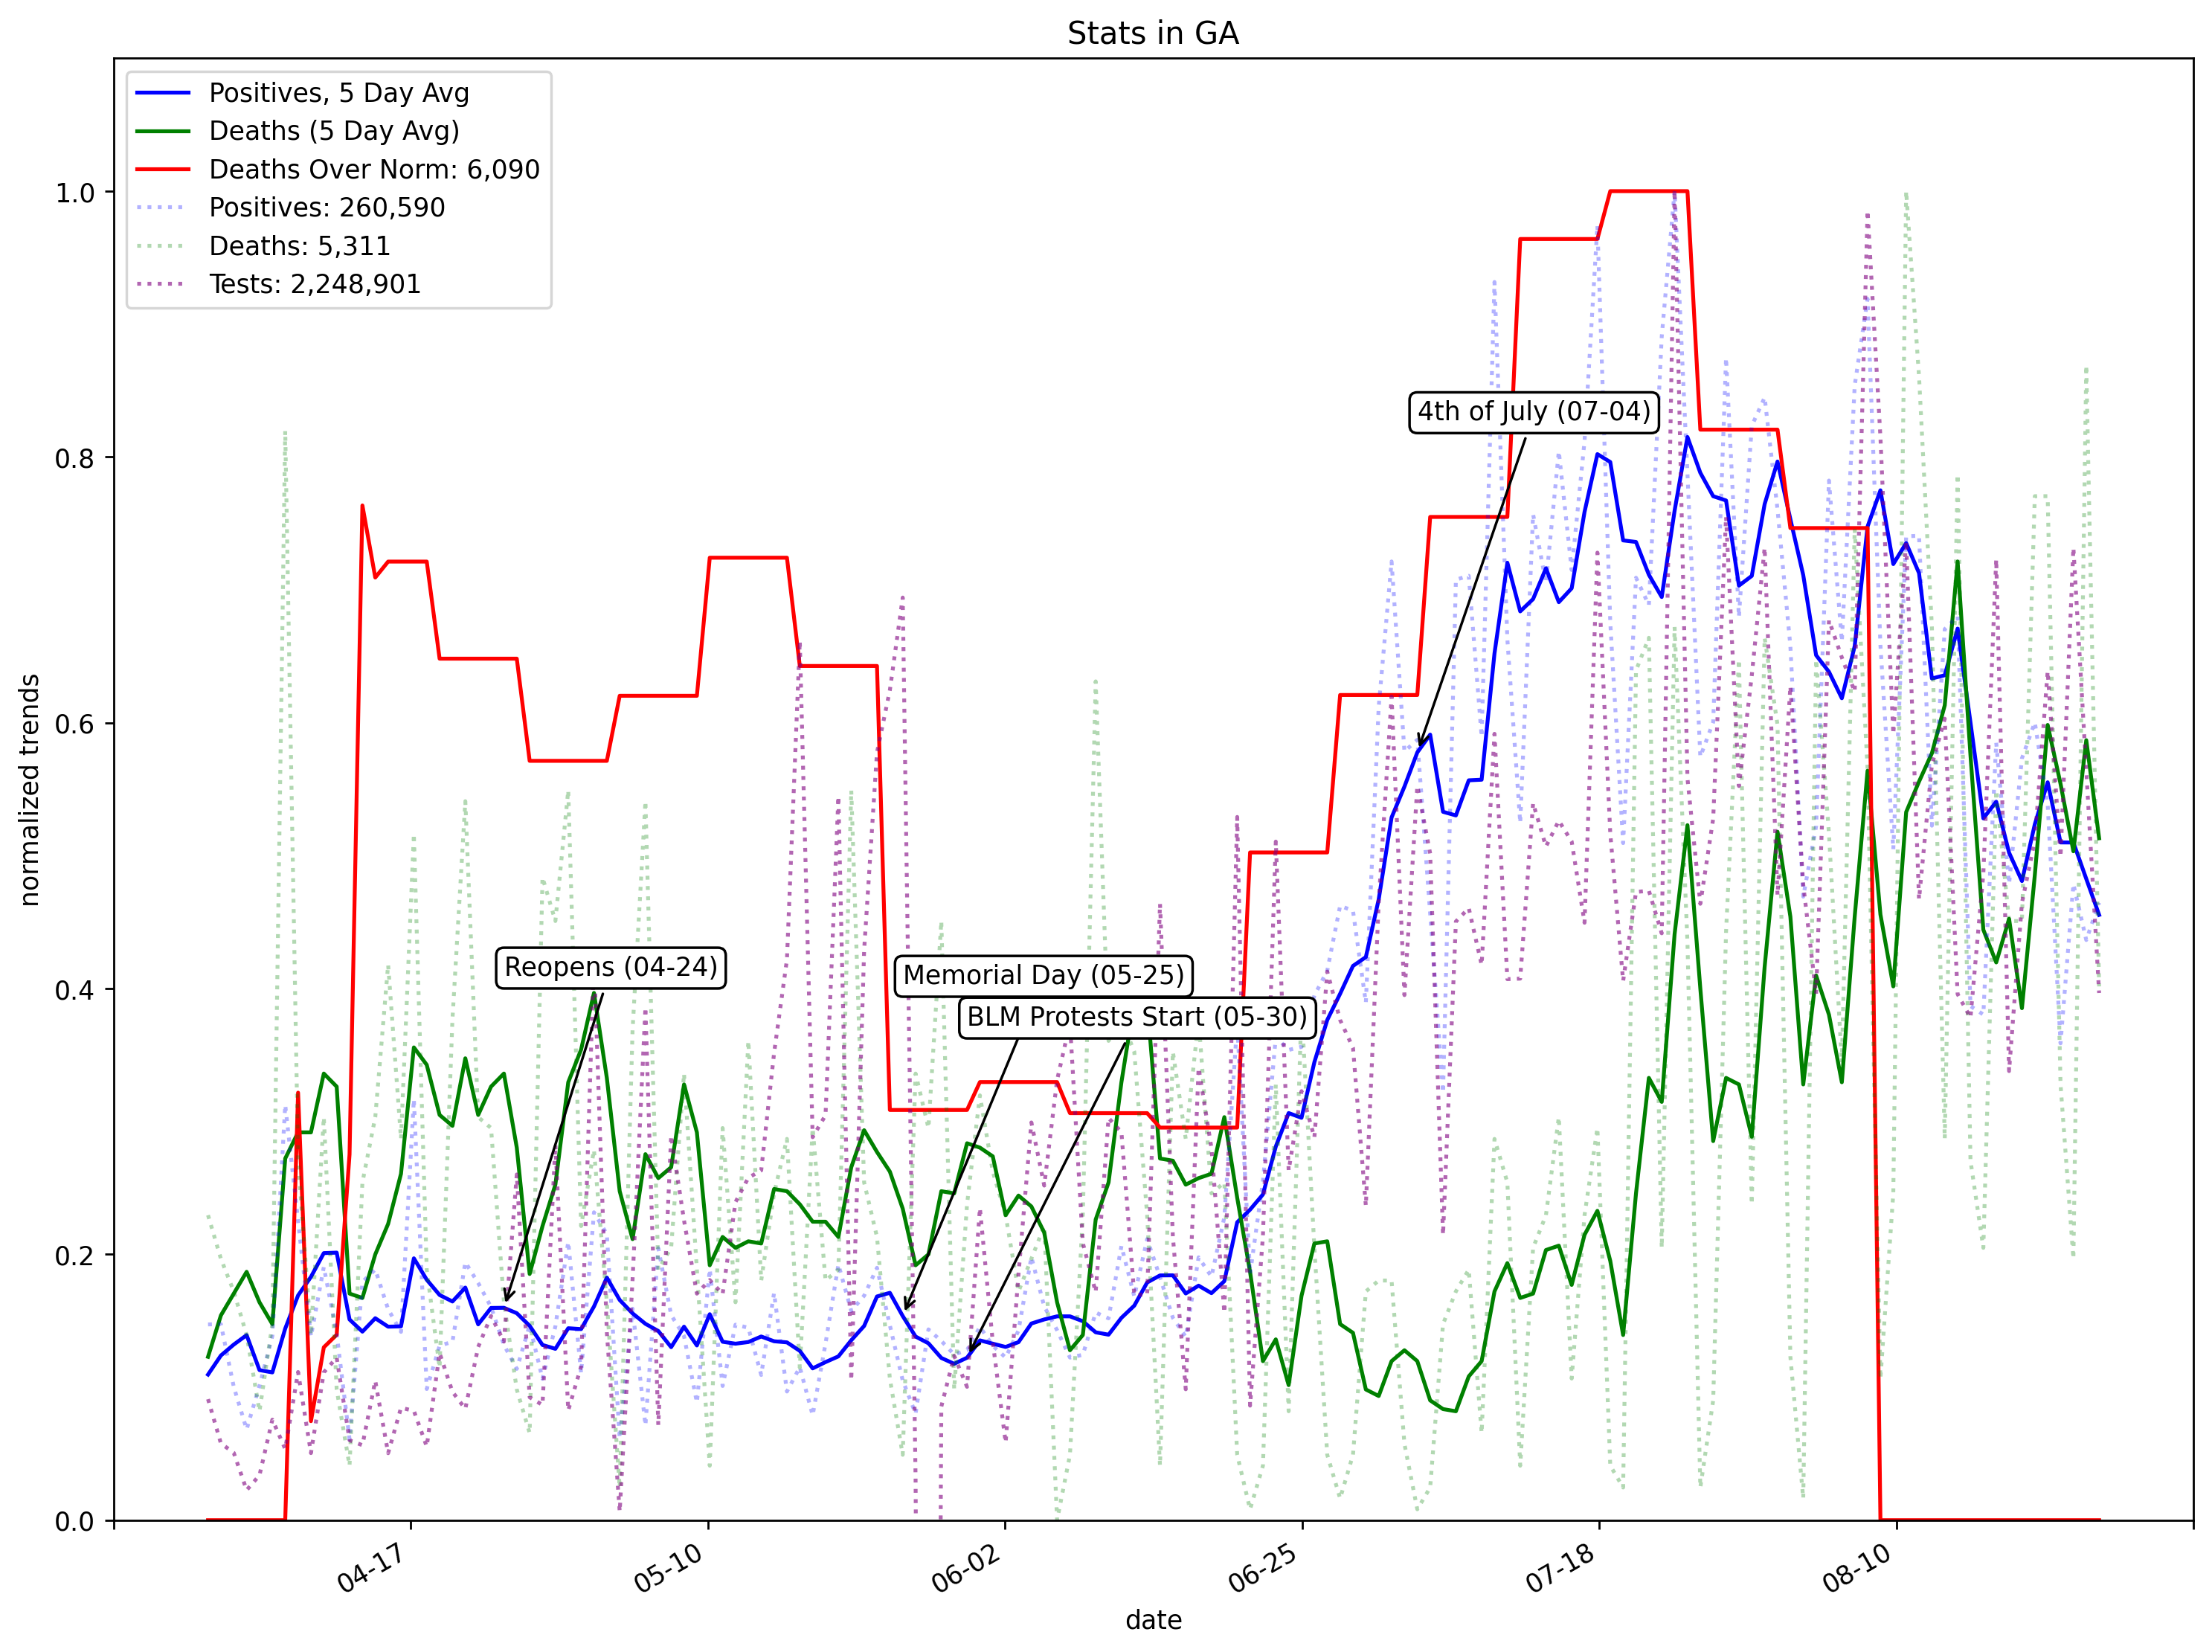 Stats in GA
Positives, 5 Day Avg
Deaths (5 Day Avg)
Deaths Over Norm: 6,090
Positives: 260,590
Deaths: 5,311
Tests: 2,248,901
1.0
0.8
0.6
0.4
0.2
0.0
normalized trends
4th of July (07-04)
Reopens (04-24)
Memorial Day (05-25)
BLM Protests Start (05-30)
04-17
05-10
06-02
06-25
07-18
08-10
date